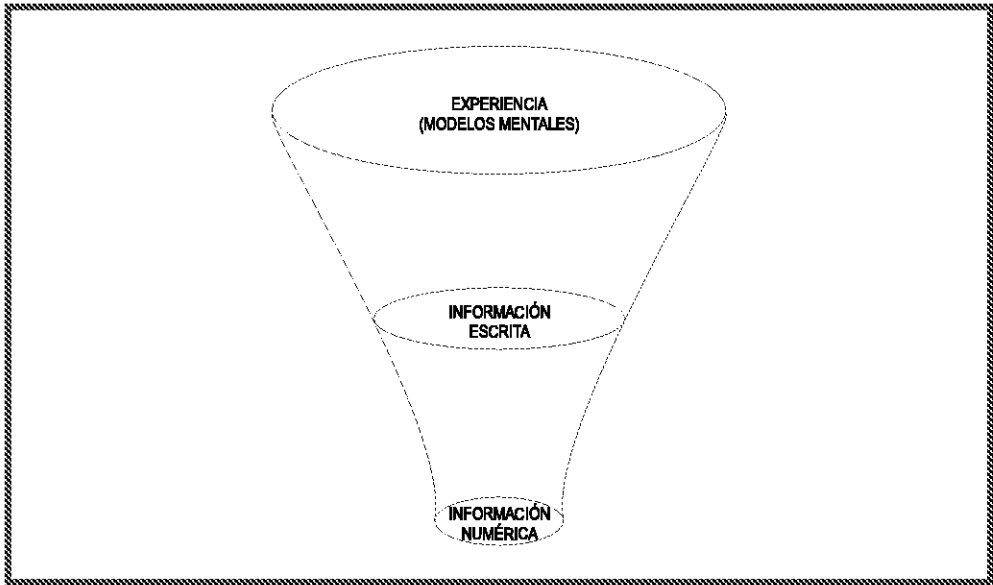 EXPERIENCIA
(MODELOS MENTALES)
INFORMACIÓN
ESCRITA
INFORMACIÓN
NUMÉRICA